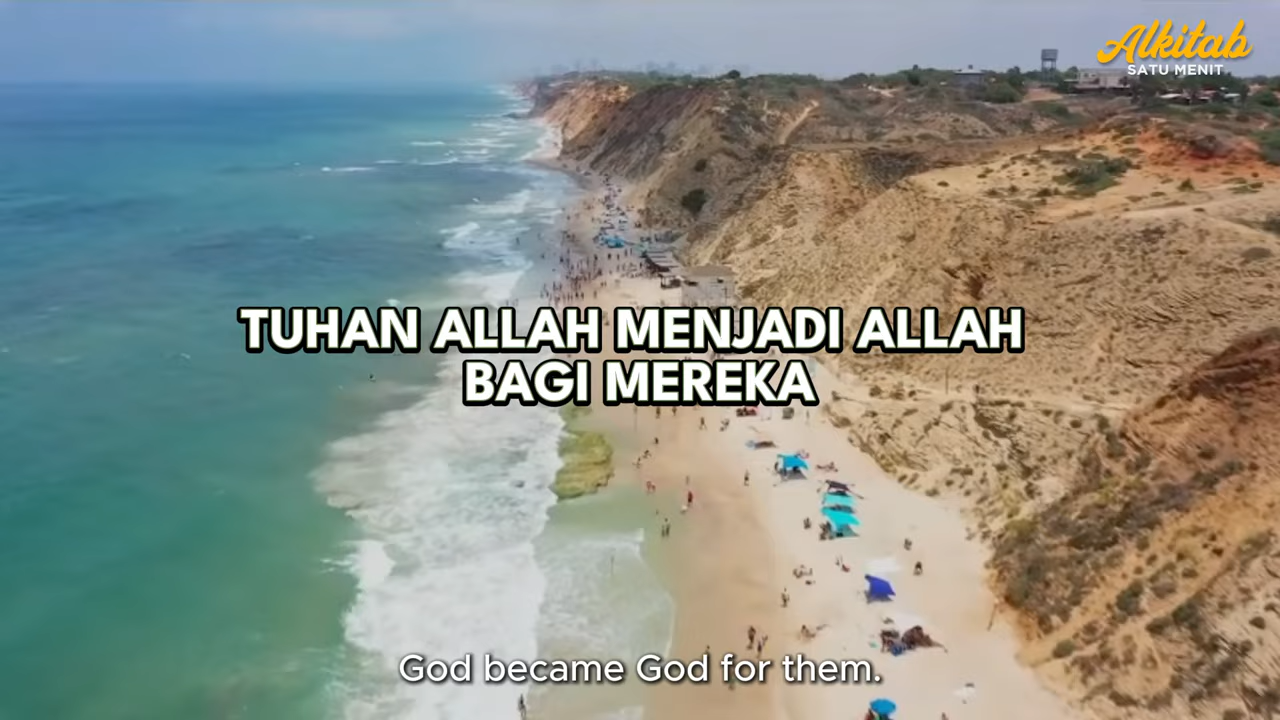 Alkitab
SATU MENIT
TUHAN ALLAH MENJADI ALLAH
BAGI MEREKA
God became God for them.